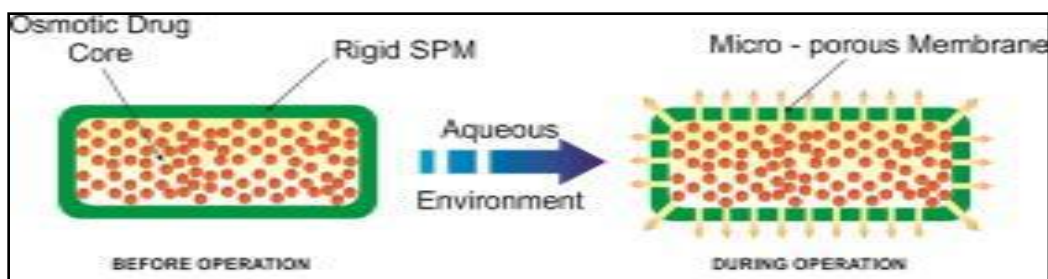 Osmotic Drug
Core
Rigid SPM
Micro - porous Membrane
Aqueous
Environment
BEFORE OPERATION
DURING OPERATION